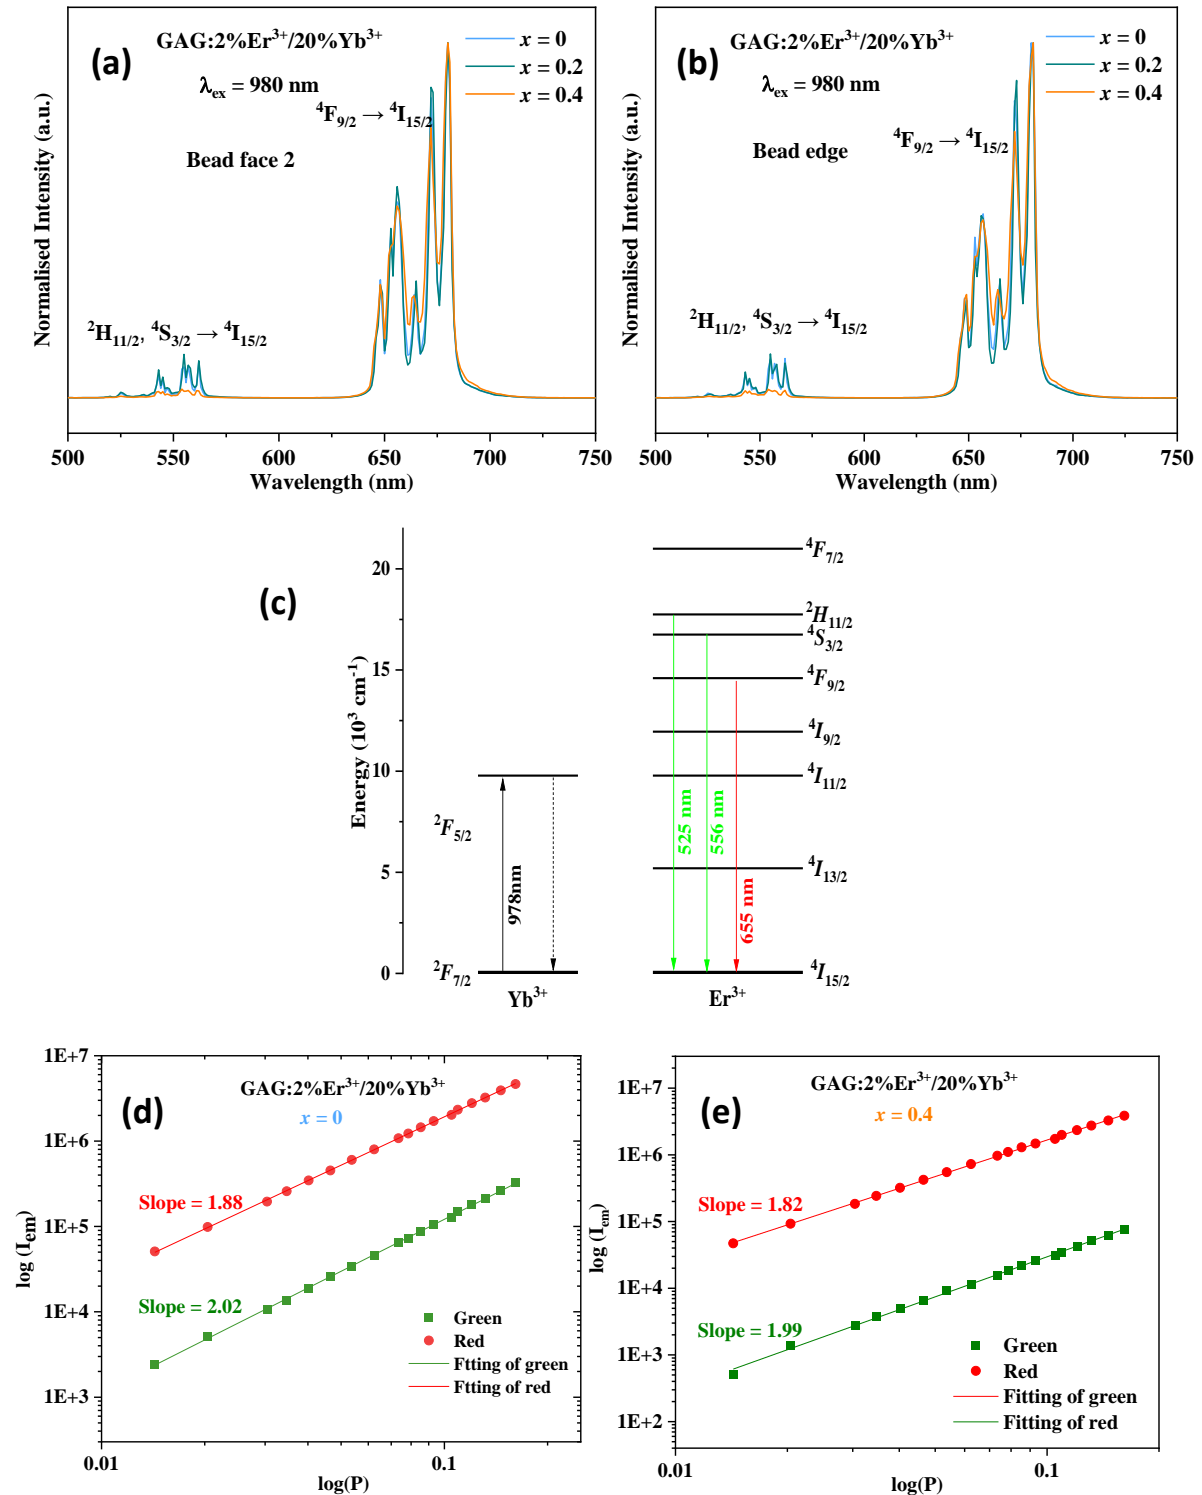 (a)
GAG:2%Er³⁺/20%Yb³⁺
λex = 980 nm
x = 0
x = 0.2
x = 0.4
⁴F9/2 → ⁴I15/2
Bead face 2
²H11/2, ⁴S3/2 → ⁴I15/2
Normalised Intensity (a.u.)
500 550 600 650 700 750
Wavelength (nm)
(b)
GAG:2%Er³⁺/20%Yb³⁺
λex = 980 nm
x = 0
x = 0.2
x = 0.4
⁴F9/2 → ⁴I15/2
Bead edge
²H11/2, ⁴S3/2 → ⁴I15/2
Normalised Intensity (a.u.)
500 550 600 650 700 750
Wavelength (nm)
(c)
Energy (10³ cm⁻¹)
20
15
10
5
0
²F5/2
²F7/2
978nm
Yb³⁺
⁴F7/2
²H11/2
⁴S3/2
⁴F9/2
⁴I9/2
⁴I11/2
⁴I13/2
⁴I15/2
525 nm
556 nm
655 nm
Er³⁺
(d)
GAG:2%Er³⁺/20%Yb³⁺
x = 0
1E+7
1E+6
1E+5
1E+4
1E+3
log (Iem)
Slope = 1.88
Slope = 2.02
Green
Red
Ftting of green
Ftting of red
0.01 0.1
log(P)
(e)
GAG:2%Er³⁺/20%Yb³⁺
x = 0.4
1E+7
1E+6
1E+5
1E+4
1E+3
1E+2
log (Iem)
Slope = 1.82
Slope = 1.99
Green
Red
Fitting of green
Fitting of red
0.01 0.1
log(P)